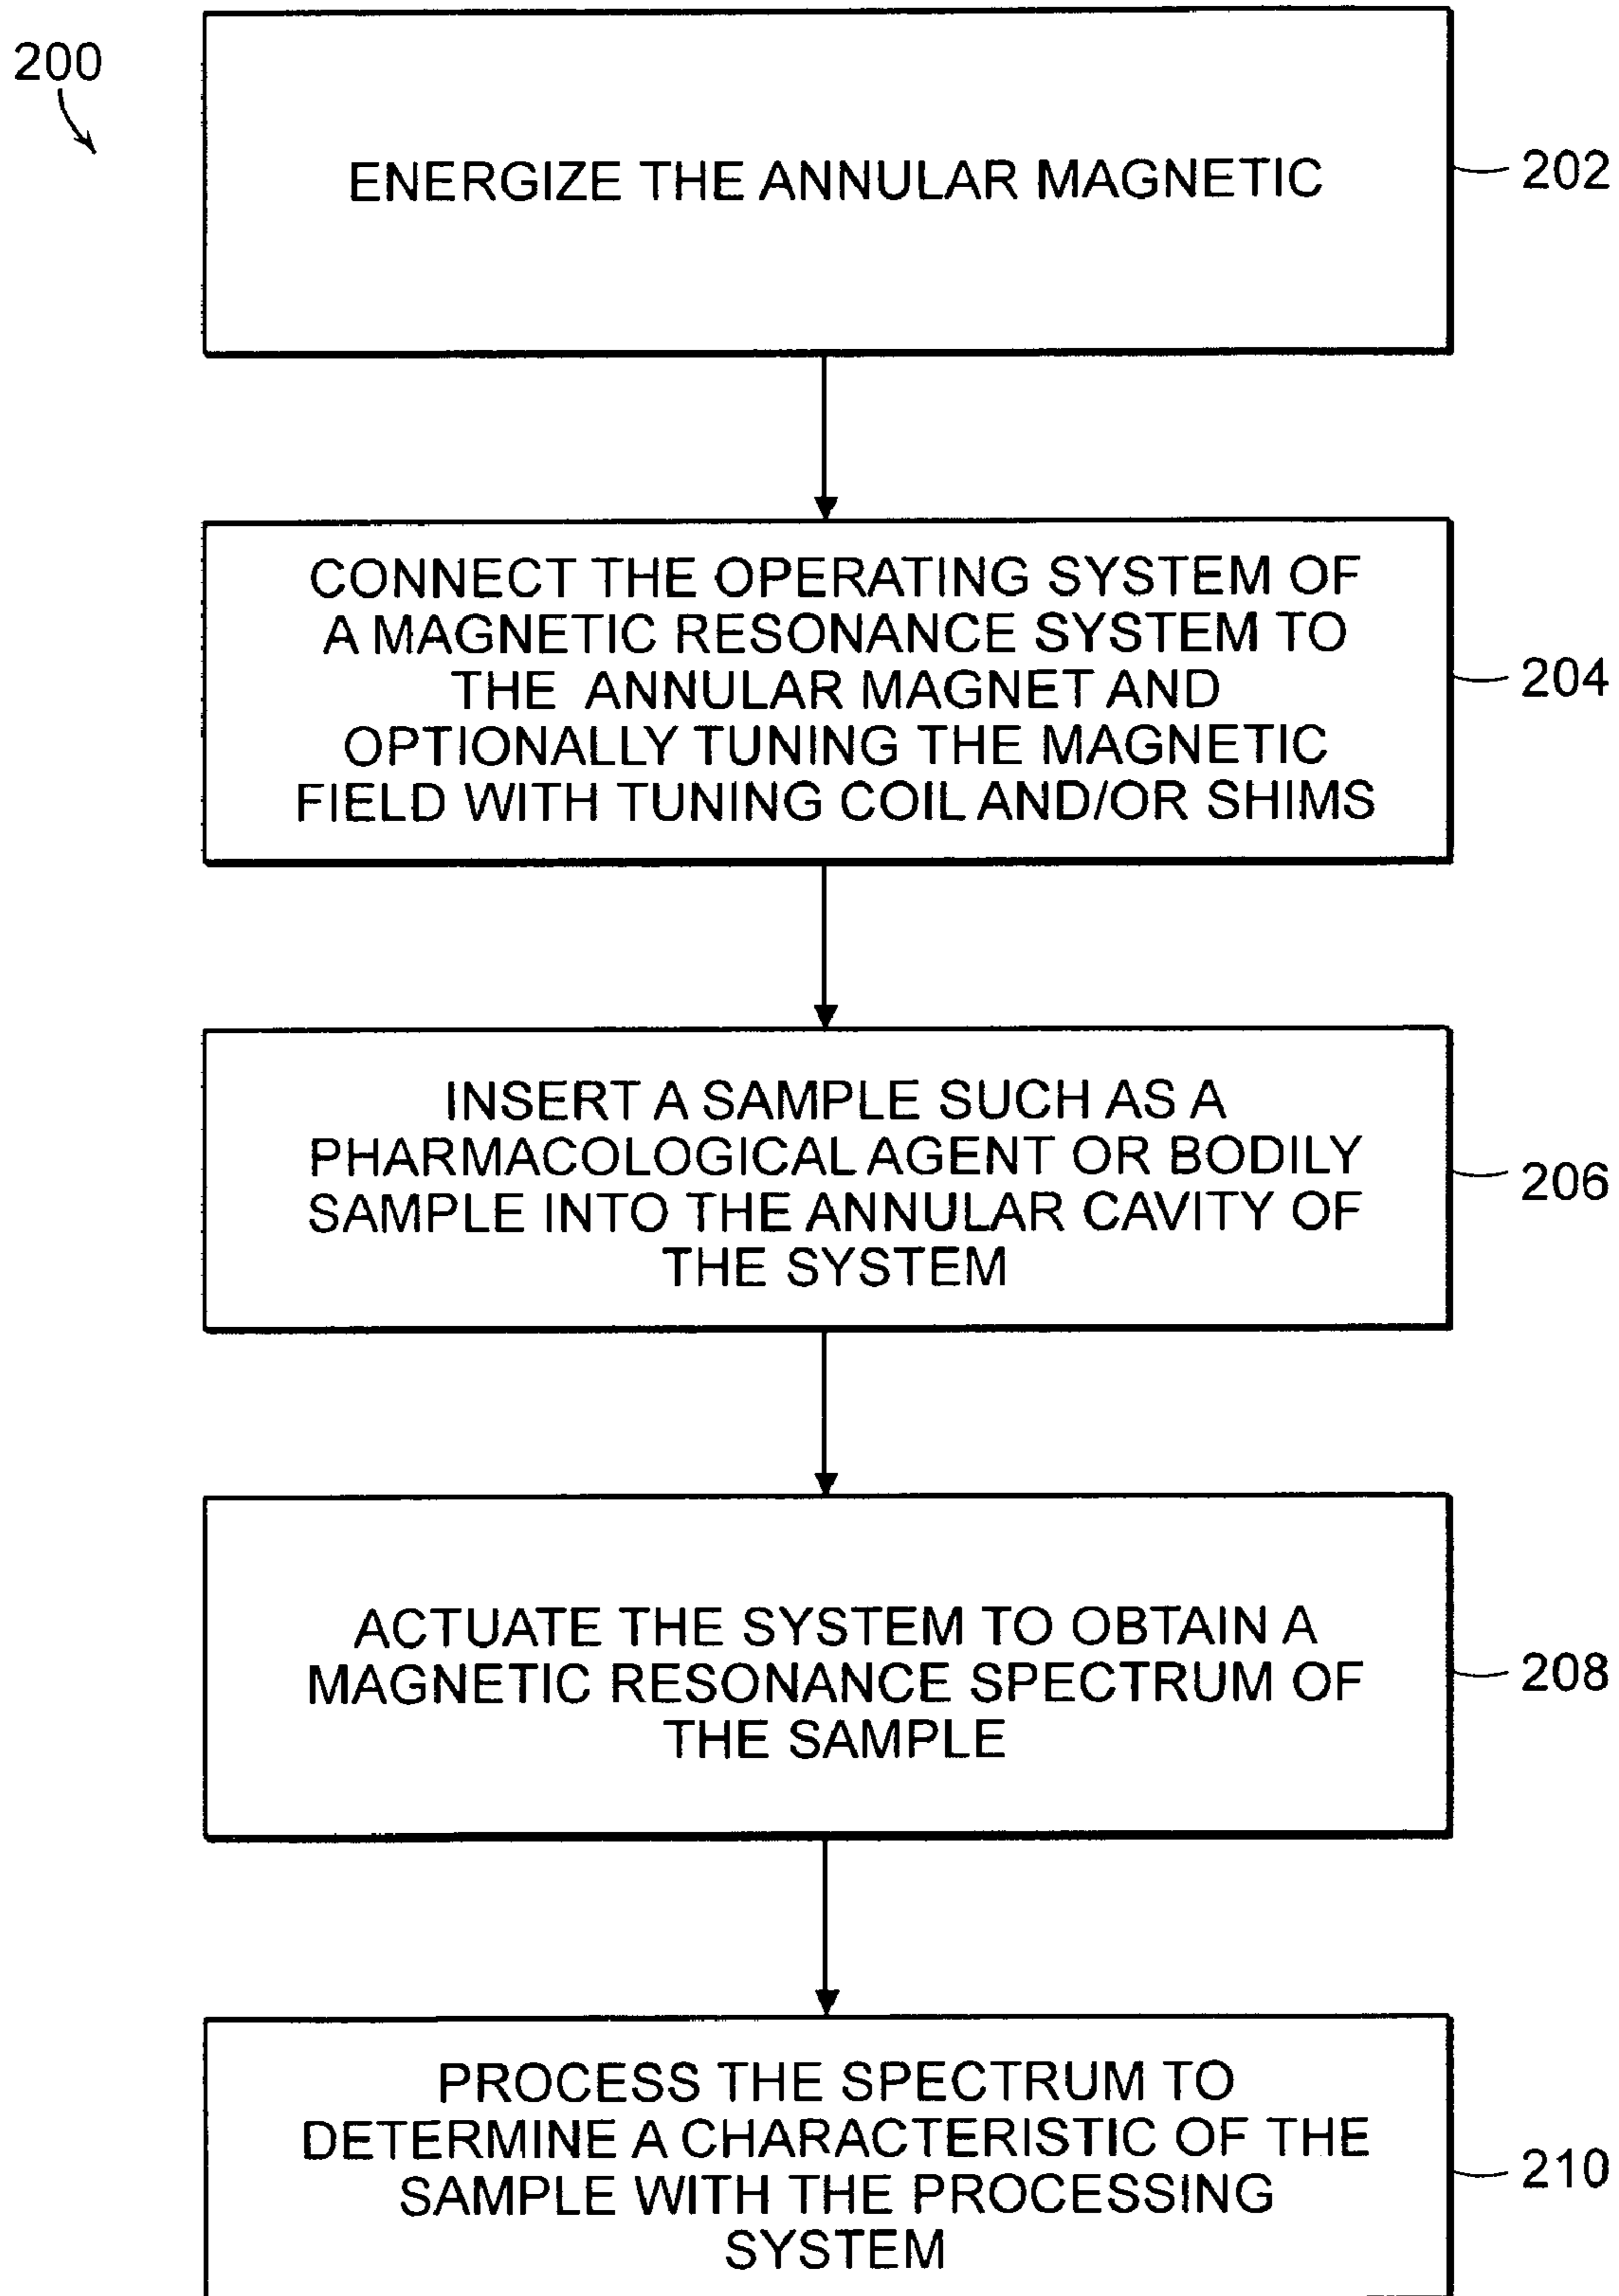 200
ENERGIZE THE ANNULAR MAGNETIC
202
CONNECT THE OPERATING SYSTEM OF
A MAGNETIC RESONANCE SYSTEM TO
THE ANNULAR MAGNET AND
OPTIONALLY TUNING THE MAGNETIC
FIELD WITH TUNING COIL AND/OR SHIMS
204
INSERT A SAMPLE SUCH AS A
PHARMACOLOGICAL AGENT OR BODILY
SAMPLE INTO THE ANNULAR CAVITY OF
THE SYSTEM
206
ACTUATE THE SYSTEM TO OBTAIN A
MAGNETIC RESONANCE SPECTRUM OF
THE SAMPLE
208
PROCESS THE SPECTRUM TO
DETERMINE A CHARACTERISTIC OF THE
SAMPLE WITH THE PROCESSING
SYSTEM
210